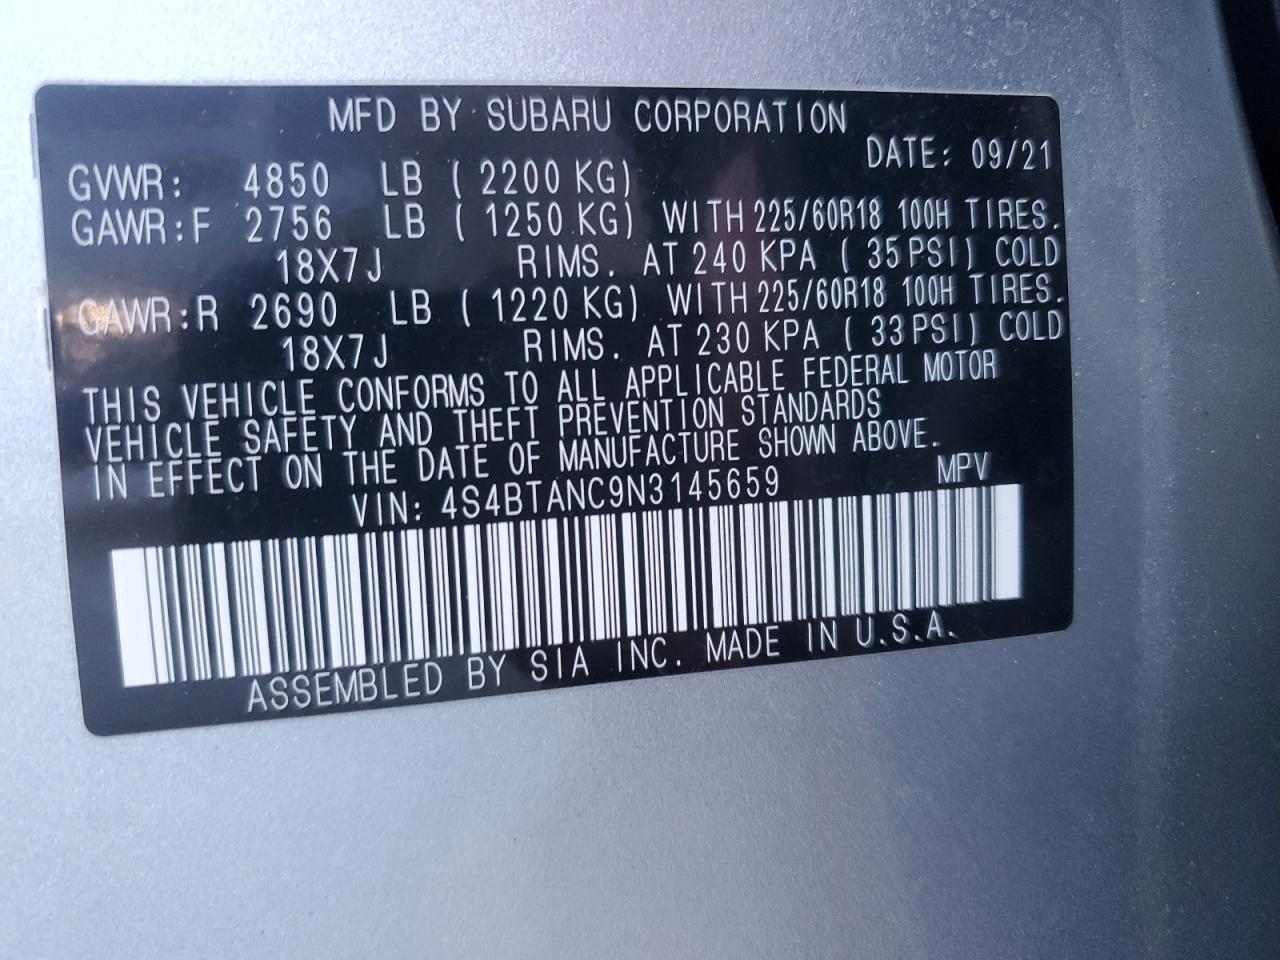 MFD BY SUBARU CORPORATION
DATE: 09/21
GVWR: 4850 LB ( 2200 KG)
GAWR:F 2756 LB ( 1250 KG) WITH 225/60R18 100H TIRES.
18X7J RIMS. AT 240 KPA ( 35 PSI) COLD
GAWR:R 2690 LB ( 1220 KG) WITH 225/60R18 100H TIRES.
18X7J RIMS. AT 230 KPA ( 33 PSI) COLD
THIS VEHICLE CONFORMS TO ALL APPLICABLE FEDERAL MOTOR
VEHICLE SAFETY AND THEFT PREVENTION STANDARDS
IN EFFECT ON THE DATE OF MANUFACTURE SHOWN ABOVE.
VIN: 4S4BTANC9N3145659 MPV
ASSEMBLED BY SIA INC. MADE IN U.S.A.